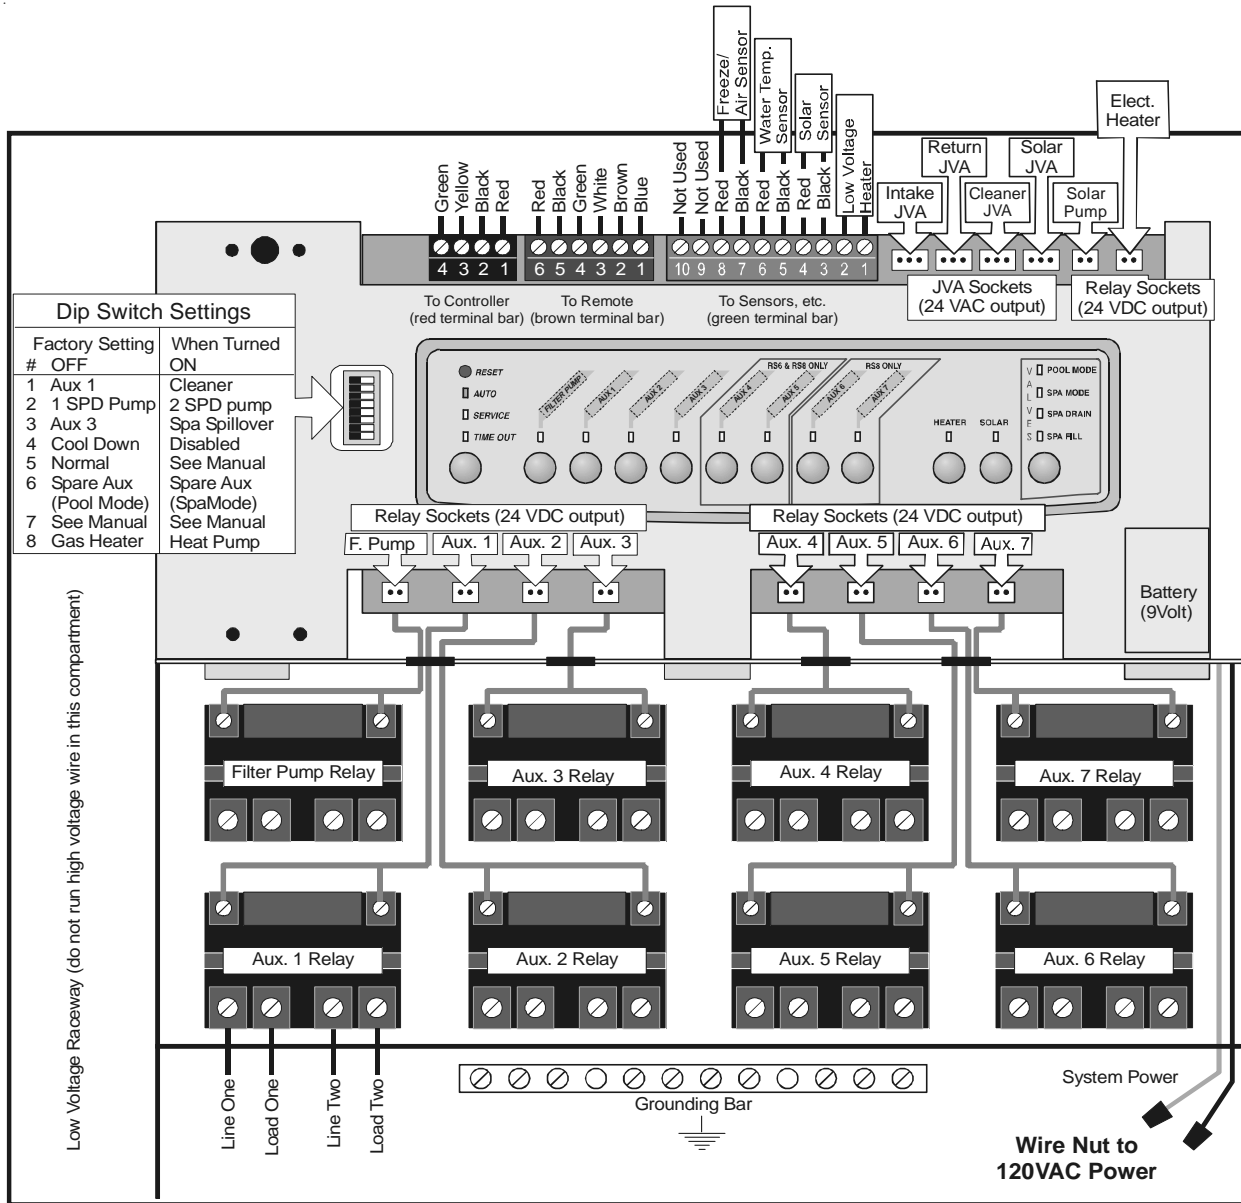 Freeze/
Air Sensor
Water Temp.
Sensor
Solar
Sensor
Low Voltage
Heater
Elect.
Heater
Green
Yellow
Black
Red
Red
Black
Green
White
Brown
Blue
Not Used
Not Used
Red
Black
Red
Black
Red
Black
Return
JVA
Solar
JVA
Intake
JVA
Cleaner
JVA
Solar
Pump
4 3 2 1
6 5 4 3 2 1
10 9 8 7 6 5 4 3 2 1
To Controller
(red terminal bar)
To Remote
(brown terminal bar)
To Sensors, etc.
(green terminal bar)
JVA Sockets
(24 VAC output)
Relay Sockets
(24 VDC output)
Dip Switch Settings
Factory Setting When Turned
# OFF ON
1 Aux 1 Cleaner
2 1 SPD Pump 2 SPD pump
3 Aux 3 Spa Spillover
4 Cool Down Disabled
5 Normal See Manual
6 Spare Aux Spare Aux
(Pool Mode) (SpaMode)
7 See Manual See Manual
8 Gas Heater Heat Pump
RESET
AUTO
SERVICE
TIME OUT
FILTER PUMP
AUX 1
AUX 2
AUX 3
RS6 & RS8 ONLY
AUX 4
AUX 5
RS8 ONLY
AUX 6
AUX 7
HEATER
SOLAR
VALVES
POOL MODE
SPA MODE
SPA DRAIN
SPA FILL
Relay Sockets (24 VDC output)
F. Pump
Aux. 1
Aux. 2
Aux. 3
Relay Sockets (24 VDC output)
Aux. 4
Aux. 5
Aux. 6
Aux. 7
Battery
(9Volt)
Low Voltage Raceway (do not run high voltage wire in this compartment)
Filter Pump Relay
Aux. 3 Relay
Aux. 4 Relay
Aux. 7 Relay
Aux. 1 Relay
Aux. 2 Relay
Aux. 5 Relay
Aux. 6 Relay
Line One
Load One
Line Two
Load Two
Grounding Bar
System Power
Wire Nut to
120VAC Power